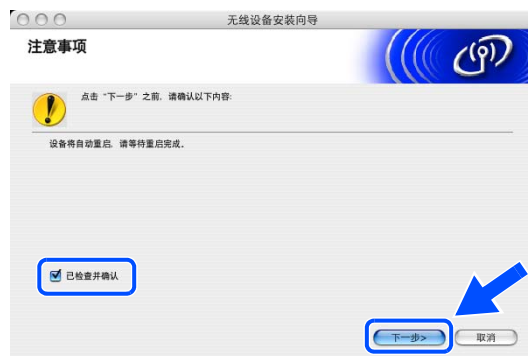 无线设备安装向导
注意事项
点击“下一步”之前, 请确认以下内容:
设备将自动重启, 请等待重启完成。
已检查并确认
下一步> 取消